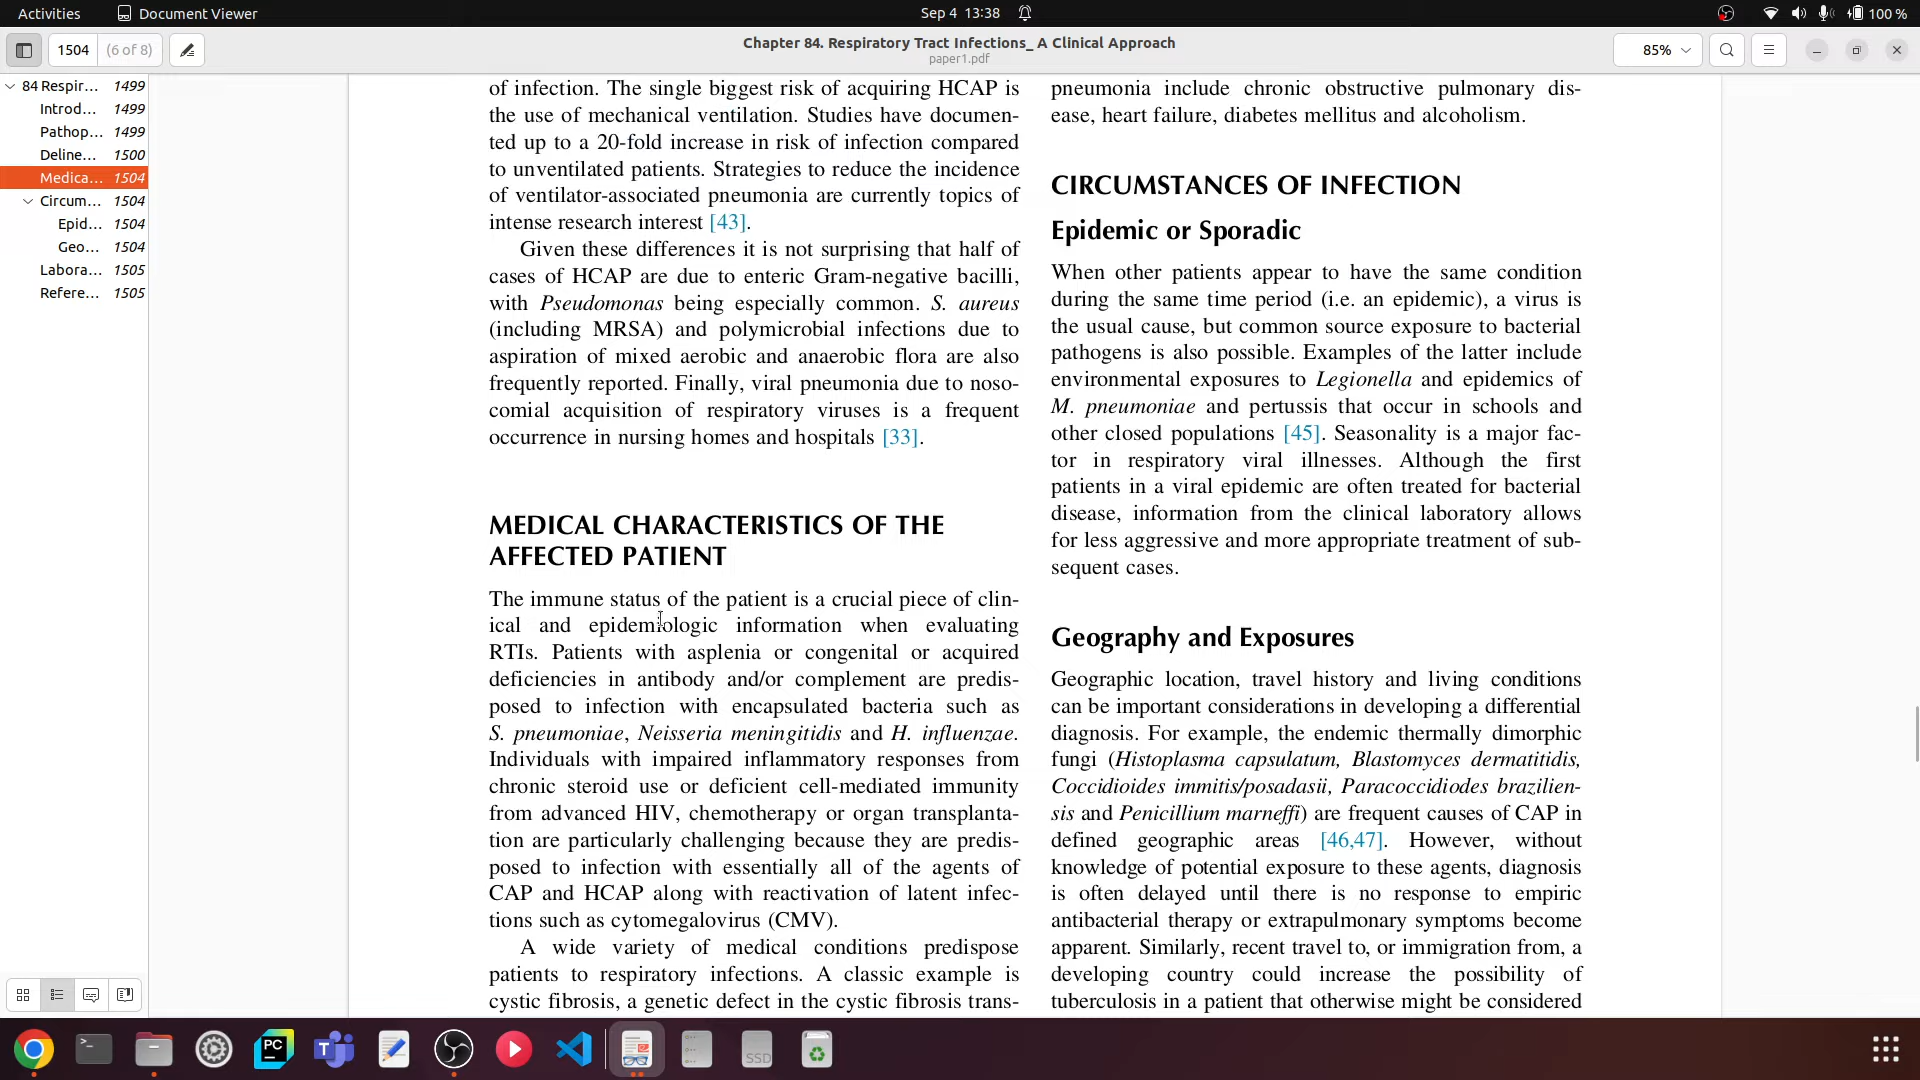 Activities
Document Viewer
Sep 4 13:38
100 %
1504
(6 of 8)
Chapter 84. Respiratory Tract Infections_ A Clinical Approach
paper1.pdf
85%
84 Respir... 1499
Introd... 1499
Pathop... 1499
Deline... 1500
Medica... 1504
Circum... 1504
Epid... 1504
Geo... 1504
Labora... 1505
Refere... 1505
of infection. The single biggest risk of acquiring HCAP is
the use of mechanical ventilation. Studies have documen-
ted up to a 20-fold increase in risk of infection compared
to unventilated patients. Strategies to reduce the incidence
of ventilator-associated pneumonia are currently topics of
intense research interest [43].
Given these differences it is not surprising that half of
cases of HCAP are due to enteric Gram-negative bacilli,
with Pseudomonas being especially common. S. aureus
(including MRSA) and polymicrobial infections due to
aspiration of mixed aerobic and anaerobic flora are also
frequently reported. Finally, viral pneumonia due to noso-
comial acquisition of respiratory viruses is a frequent
occurrence in nursing homes and hospitals [33].
MEDICAL CHARACTERISTICS OF THE
AFFECTED PATIENT
The immune status of the patient is a crucial piece of clin-
ical and epidemiologic information when evaluating
RTIs. Patients with asplenia or congenital or acquired
deficiencies in antibody and/or complement are predis-
posed to infection with encapsulated bacteria such as
S. pneumoniae, Neisseria meningitidis and H. influenzae.
Individuals with impaired inflammatory responses from
chronic steroid use or deficient cell-mediated immunity
from advanced HIV, chemotherapy or organ transplanta-
tion are particularly challenging because they are predis-
posed to infection with essentially all of the agents of
CAP and HCAP along with reactivation of latent infec-
tions such as cytomegalovirus (CMV).
A wide variety of medical conditions predispose
patients to respiratory infections. A classic example is
cystic fibrosis, a genetic defect in the cystic fibrosis trans-
pneumonia include chronic obstructive pulmonary dis-
ease, heart failure, diabetes mellitus and alcoholism.
CIRCUMSTANCES OF INFECTION
Epidemic or Sporadic
When other patients appear to have the same condition
during the same time period (i.e. an epidemic), a virus is
the usual cause, but common source exposure to bacterial
pathogens is also possible. Examples of the latter include
environmental exposures to Legionella and epidemics of
M. pneumoniae and pertussis that occur in schools and
other closed populations [45]. Seasonality is a major fac-
tor in respiratory viral illnesses. Although the first
patients in a viral epidemic are often treated for bacterial
disease, information from the clinical laboratory allows
for less aggressive and more appropriate treatment of sub-
sequent cases.
Geography and Exposures
Geographic location, travel history and living conditions
can be important considerations in developing a differential
diagnosis. For example, the endemic thermally dimorphic
fungi (Histoplasma capsulatum, Blastomyces dermatitidis,
Coccidioides immitis/posadasii, Paracoccidiodes brazilien-
sis and Penicillium marneffi) are frequent causes of CAP in
defined geographic areas [46,47]. However, without
knowledge of potential exposure to these agents, diagnosis
is often delayed until there is no response to empiric
antibacterial therapy or extrapulmonary symptoms become
apparent. Similarly, recent travel to, or immigration from, a
developing country could increase the possibility of
tuberculosis in a patient that otherwise might be considered
PC
T
SSD